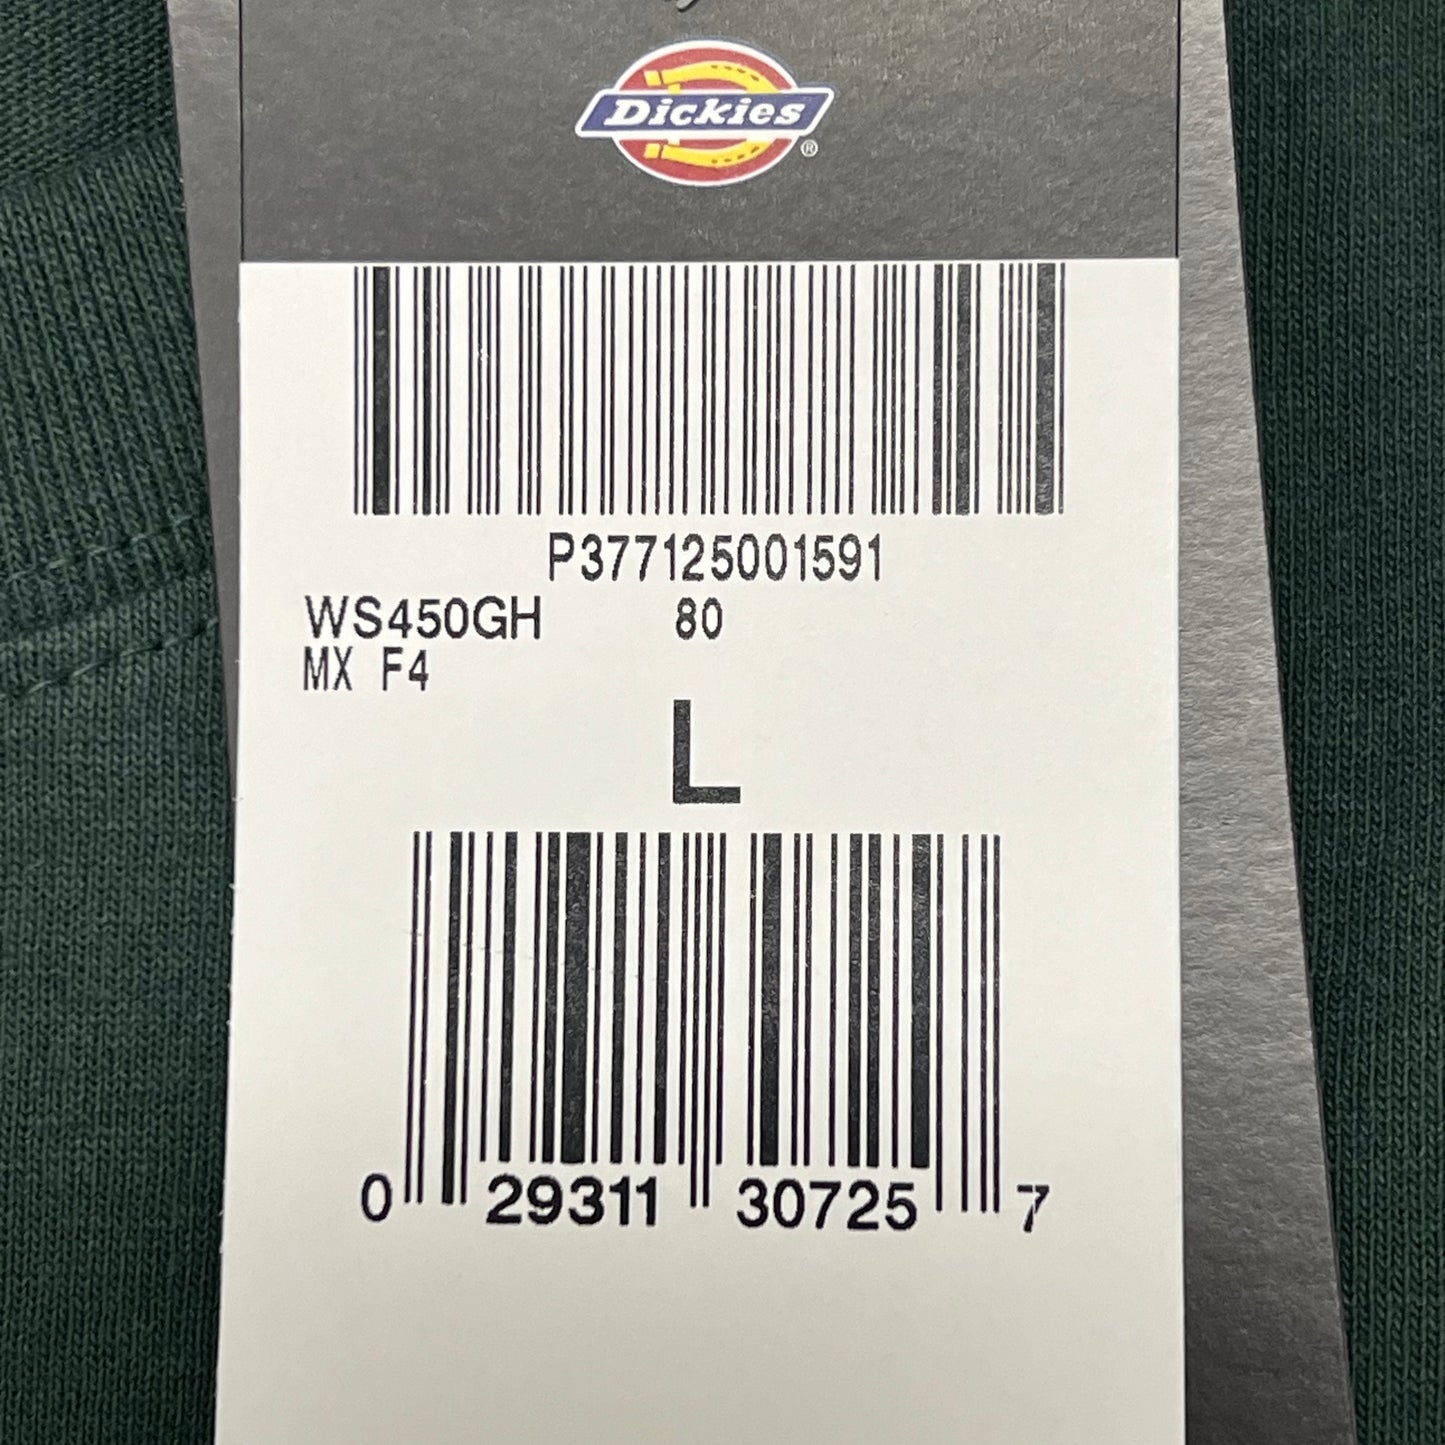 Dickies®
P377125001591
WS450GH 80
MX F4
L
0 29311 30725 7